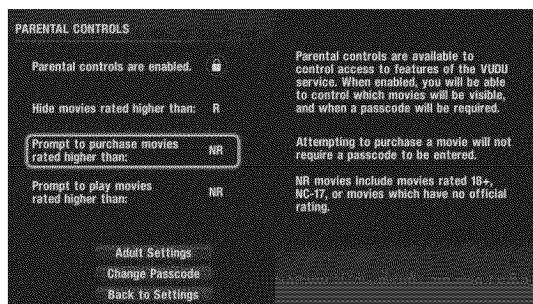 PARENTAL CONTROLS
Parental controls are enabled.
Hide movies rated higher than: R
Prompt to purchase movies
rated higher than: NR
Prompt to play movies
rated higher than: NR
Adult Settings
Change Passcode
Back to Settings
Parental controls are available to
control access to features of the VUDU
service. When enabled, you will be able
to control which movies will be visible,
and when a passcode will be required.
Attempting to purchase a movie will not
require a passcode to be entered.
NR movies include movies rated 18+,
NC-17, or movies which have no official
rating.